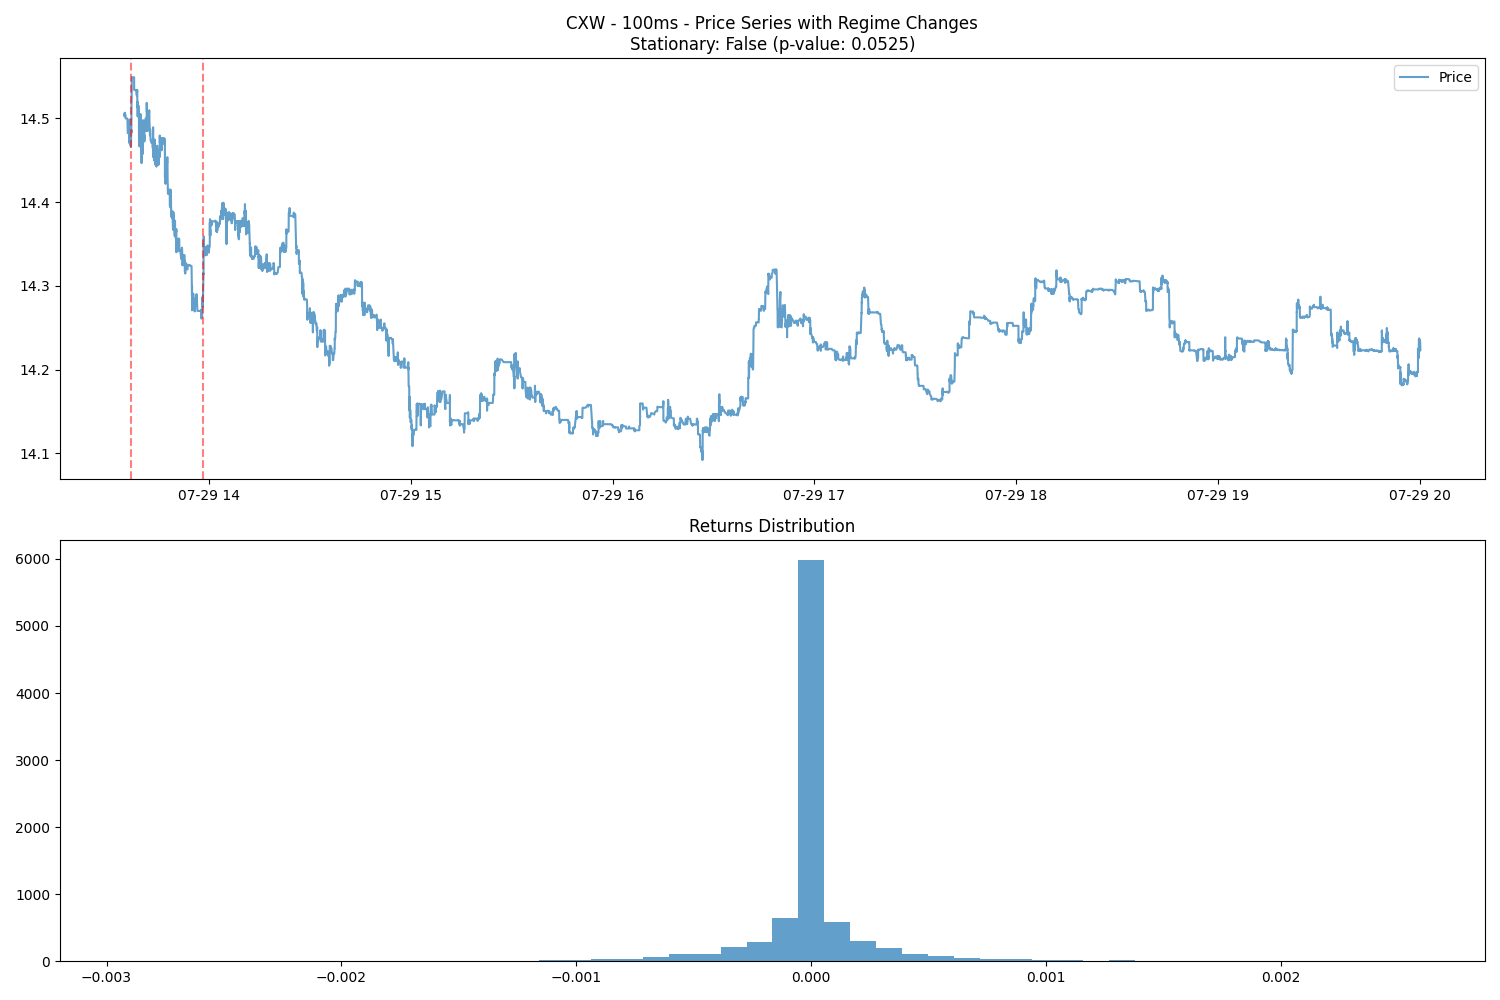 CXW - 100ms - Price Series with Regime Changes
Stationary: False (p-value: 0.0525)
Price
14.5
14.4
14.3
14.2
14.1
07-29 14 07-29 15 07-29 16 07-29 17 07-29 18 07-29 19 07-29 20
Returns Distribution
6000
5000
4000
3000
2000
1000
0
−0.003 −0.002 −0.001 0.000 0.001 0.002